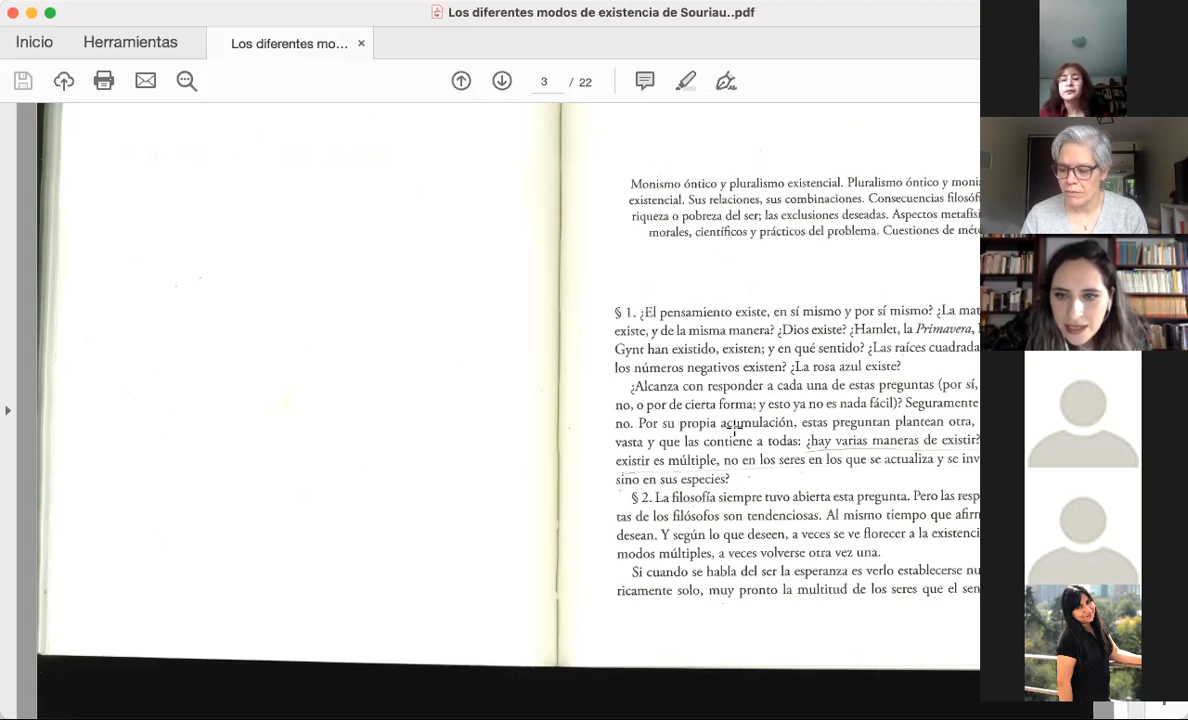 Los diferentes modos de existencia de Souriau..pdf
Inicio
Herramientas
Los diferentes mo...
3 / 22
Monismo óntico y pluralismo existencial. Pluralismo óntico y moni
existencial. Sus relaciones, sus combinaciones. Consecuencias filosófi
riqueza o pobreza del ser; las exclusiones deseadas. Aspectos metafísi
morales, científicos y prácticos del problema. Cuestiones de méto
§ 1. ¿El pensamiento existe, en sí mismo y por sí mismo? ¿La mat
existe, y de la misma manera? ¿Dios existe? ¿Hamlet, la Primavera,
Gynt han existido, existen; y en qué sentido? ¿Las raíces cuadrada
los números negativos existen? ¿La rosa azul existe?
¿Alcanza con responder a cada una de estas preguntas (por sí,
no, o por de cierta forma; y esto ya no es nada fácil)? Seguramente
no. Por su propia acumulación, estas preguntan plantean otra,
vasta y que las contiene a todas: ¿hay varias maneras de existir?
existir es múltiple, no en los seres en los que se actualiza y se inv
sino en sus especies?
§ 2. La filosofía siempre tuvo abierta esta pregunta. Pero las resp
tas de los filósofos son tendenciosas. Al mismo tiempo que afirm
desean. Y según lo que deseen, a veces se ve florecer a la existenci
modos múltiples, a veces volverse otra vez una.
Si cuando se habla del ser la esperanza es verlo establecerse nu
ricamente solo, muy pronto la multitud de los seres que el sen